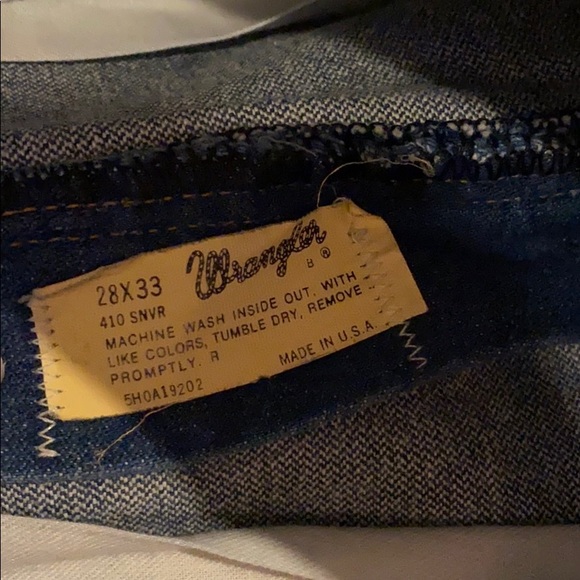 Wrangler
B ®
28X33
410 SNVR
MACHINE WASH INSIDE OUT, WITH
LIKE COLORS, TUMBLE DRY, REMOVE
PROMPTLY. R
5H0A19202
MADE IN U.S.A.